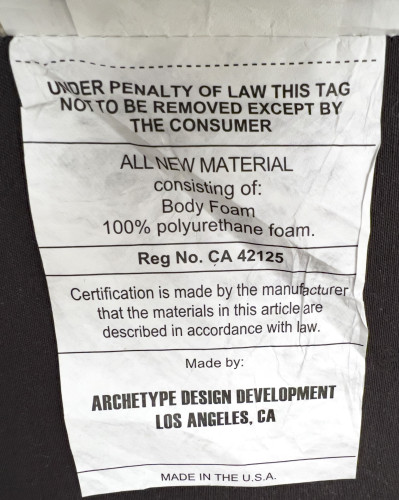 UNDER PENALTY OF LAW THIS TAG
NOT TO BE REMOVED EXCEPT BY
THE CONSUMER
ALL NEW MATERIAL
consisting of:
Body Foam
100% polyurethane foam.
Reg No. CA 42125
Certification is made by the manufacturer
that the materials in this article are
described in accordance with law.
Made by:
ARCHETYPE DESIGN DEVELOPMENT
LOS ANGELES, CA
MADE IN THE U.S.A.